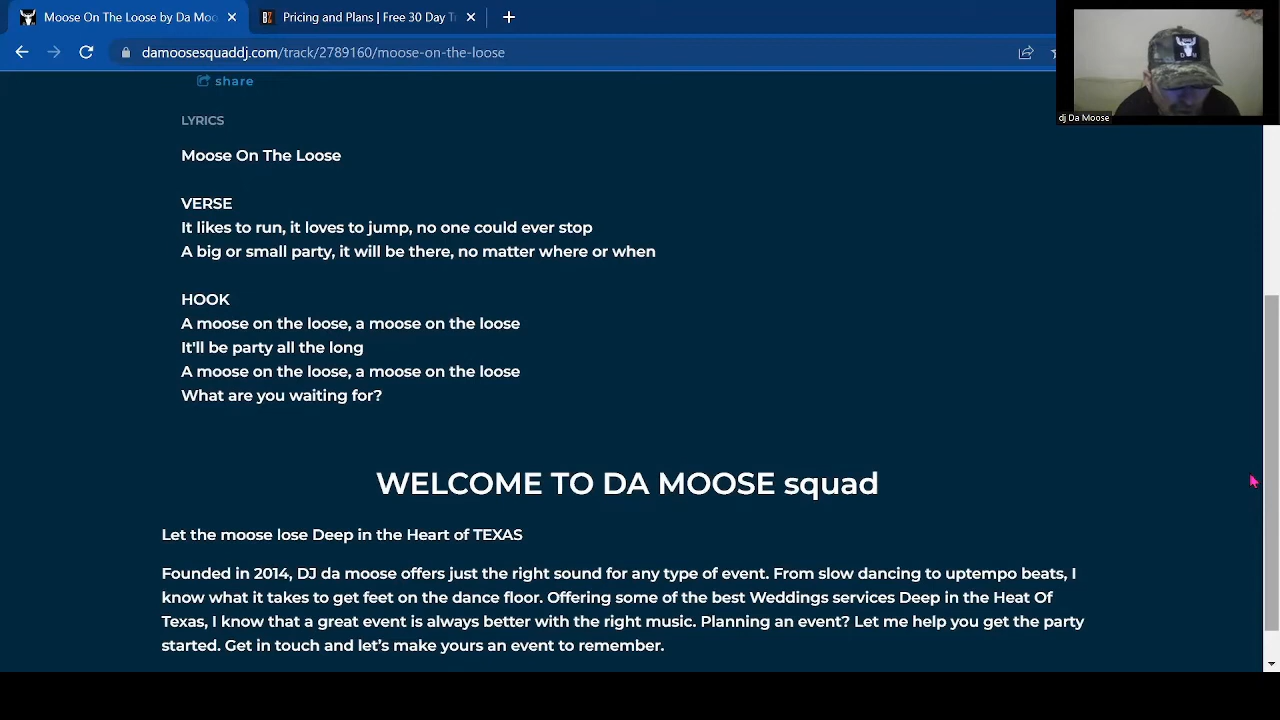 Moose On The Loose by Da Moo
Pricing and Plans | Free 30 Day T
damoosesquaddj.com/track/2789160/moose-on-the-loose
dj Da Moose
share
LYRICS
Moose On The Loose
VERSE
It likes to run, it loves to jump, no one could ever stop
A big or small party, it will be there, no matter where or when
HOOK
A moose on the loose, a moose on the loose
It'll be party all the long
A moose on the loose, a moose on the loose
What are you waiting for?
WELCOME TO DA MOOSE squad
Let the moose lose Deep in the Heart of TEXAS
Founded in 2014, DJ da moose offers just the right sound for any type of event. From slow dancing to uptempo beats, I
know what it takes to get feet on the dance floor. Offering some of the best Weddings services Deep in the Heat Of
Texas, I know that a great event is always better with the right music. Planning an event? Let me help you get the party
started. Get in touch and let’s make yours an event to remember.